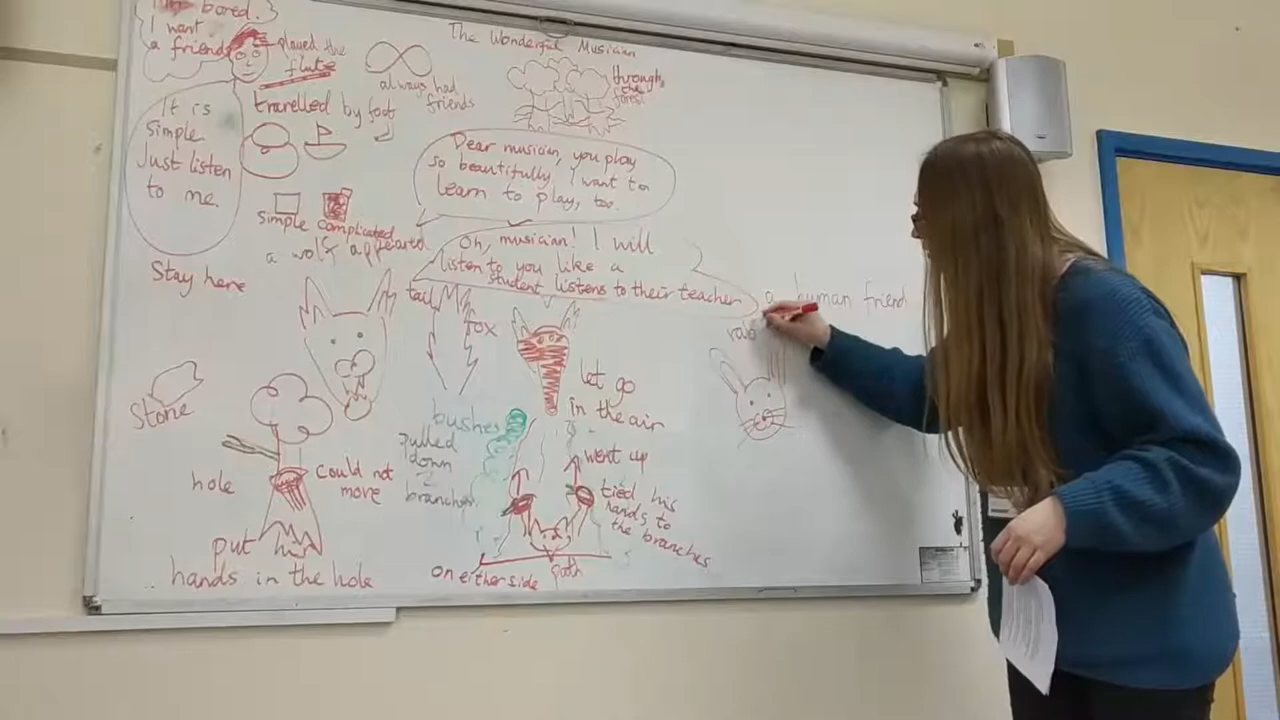 I'm bored.
I want
a friend
played the
flute
always had
friends
The Wonderful Musician
through
the
forest
It is
simple.
Just listen
to me.
travelled by foot
simple complicated
Dear musician, you play
so beautifully, I want to
learn to play, too.
a wolf appeared
Oh, musician! I will
listen to you like a
student listens to their teacher
Stay here
tail
fox
a human friend
rab
let go
in the air
Stone
bushes
pulled
down
2
branches
went up
hole
could not
move
tied his
hands to
the branches
put his
hands in the hole
on either side
path